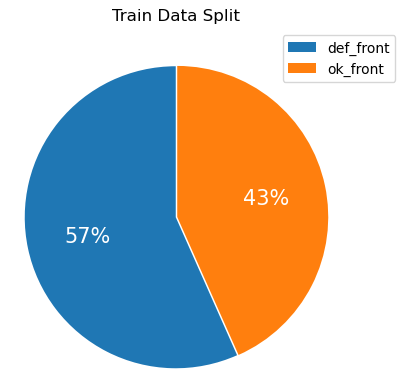 Train Data Split
def_front
ok_front
43%
57%